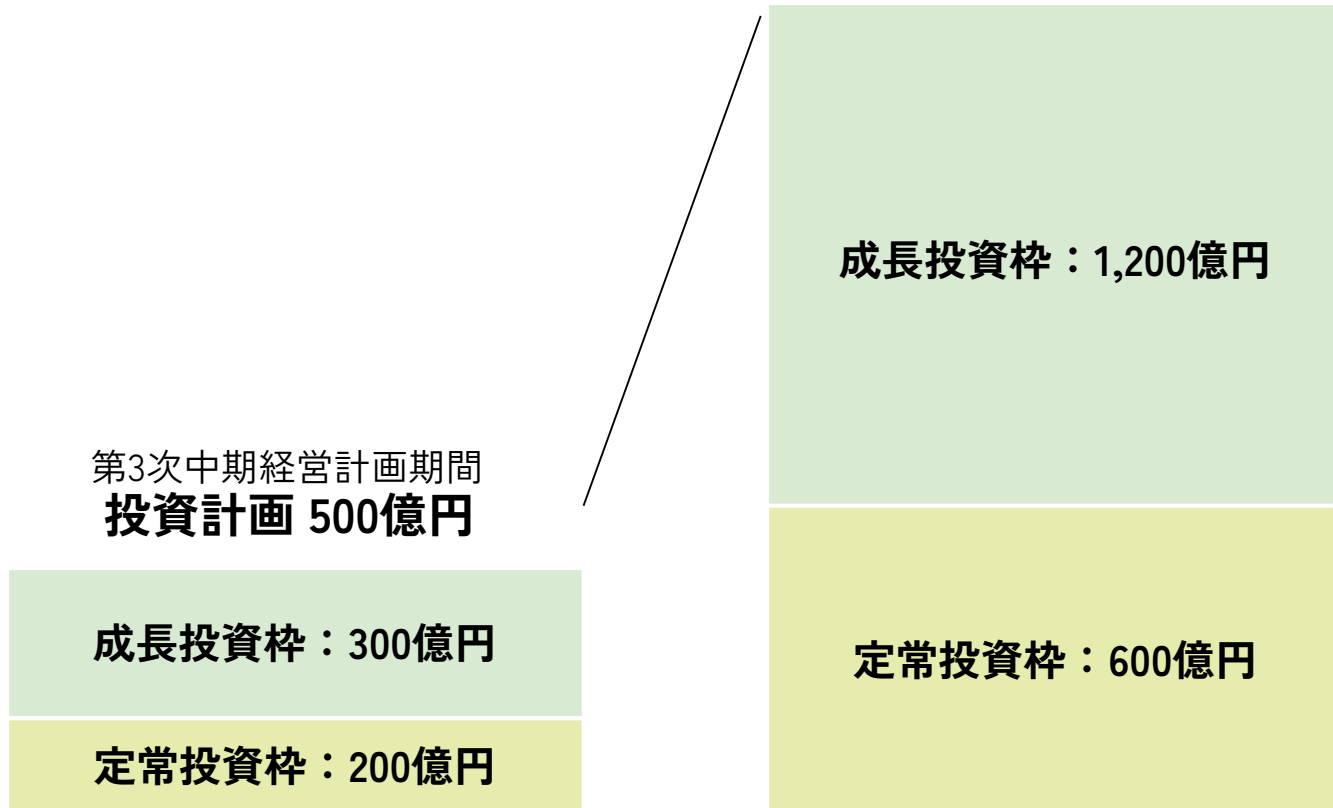 第3次中期経営計画期間
投資計画 500億円
成長投資枠：300億円
定常投資枠：200億円
成長投資枠：1,200億円
定常投資枠：600億円